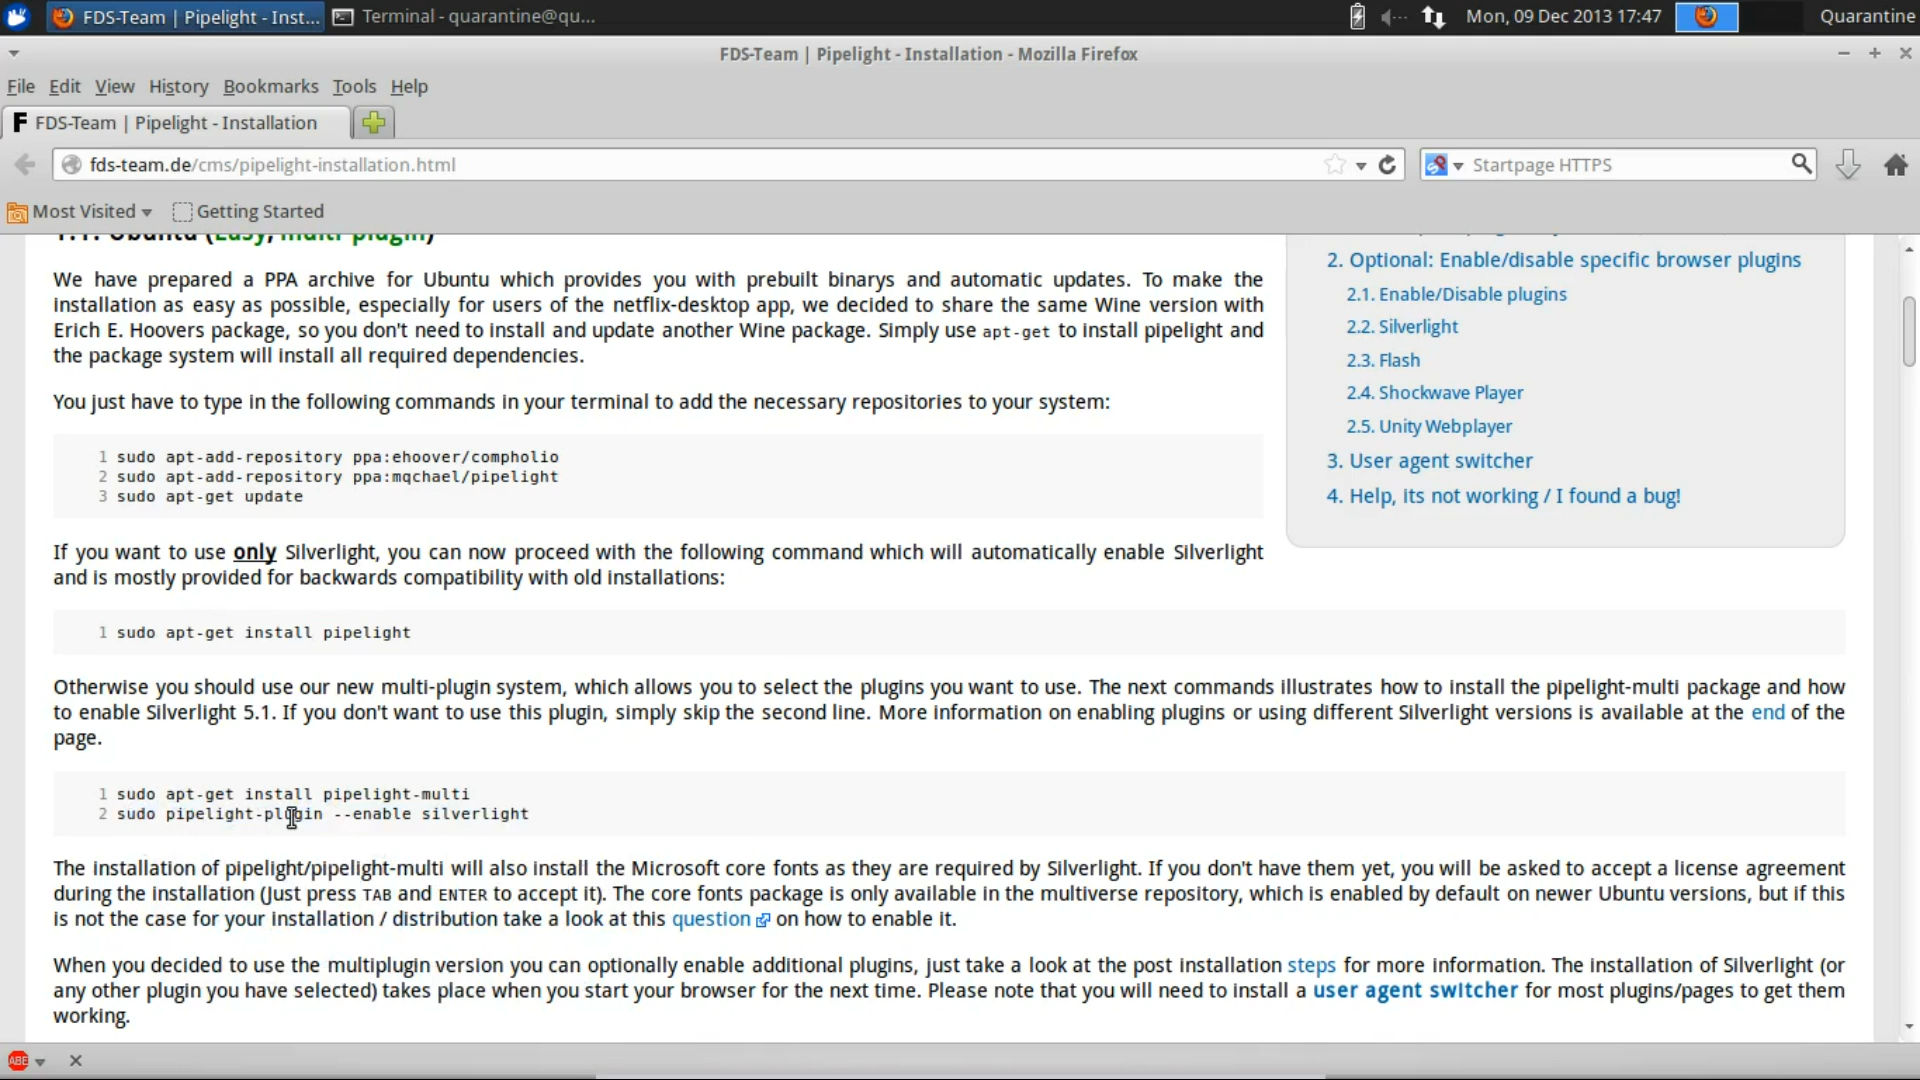 FDS-Team | Pipelight - Inst...
Terminal - quarantine@qu...
Mon, 09 Dec 2013 17:47
Quarantine
FDS-Team | Pipelight - Installation - Mozilla Firefox
File Edit View History Bookmarks Tools Help
FDS-Team | Pipelight - Installation
fds-team.de/cms/pipelight-installation.html
Startpage HTTPS
Most Visited
Getting Started
1.1. Ubuntu (Easy, multi-plugin)
We have prepared a PPA archive for Ubuntu which provides you with prebuilt binarys and automatic updates. To make the
installation as easy as possible, especially for users of the netflix-desktop app, we decided to share the same Wine version with
Erich E. Hoovers package, so you don't need to install and update another Wine package. Simply use apt-get to install pipelight and
the package system will install all required dependencies.
You just have to type in the following commands in your terminal to add the necessary repositories to your system:
1 sudo apt-add-repository ppa:ehoover/compholio
2 sudo apt-add-repository ppa:mqchael/pipelight
3 sudo apt-get update
If you want to use only Silverlight, you can now proceed with the following command which will automatically enable Silverlight
and is mostly provided for backwards compatibility with old installations:
1 sudo apt-get install pipelight
Otherwise you should use our new multi-plugin system, which allows you to select the plugins you want to use. The next commands illustrates how to install the pipelight-multi package and how
to enable Silverlight 5.1. If you don't want to use this plugin, simply skip the second line. More information on enabling plugins or using different Silverlight versions is available at the end of the
page.
1 sudo apt-get install pipelight-multi
2 sudo pipelight-plugin --enable silverlight
The installation of pipelight/pipelight-multi will also install the Microsoft core fonts as they are required by Silverlight. If you don't have them yet, you will be asked to accept a license agreement
during the installation (Just press TAB and ENTER to accept it). The core fonts package is only available in the multiverse repository, which is enabled by default on newer Ubuntu versions, but if this
is not the case for your installation / distribution take a look at this question on how to enable it.
When you decided to use the multiplugin version you can optionally enable additional plugins, just take a look at the post installation steps for more information. The installation of Silverlight (or
any other plugin you have selected) takes place when you start your browser for the next time. Please note that you will need to install a user agent switcher for most plugins/pages to get them
working.
2. Optional: Enable/disable specific browser plugins
2.1. Enable/Disable plugins
2.2. Silverlight
2.3. Flash
2.4. Shockwave Player
2.5. Unity Webplayer
3. User agent switcher
4. Help, its not working / I found a bug!
ABE